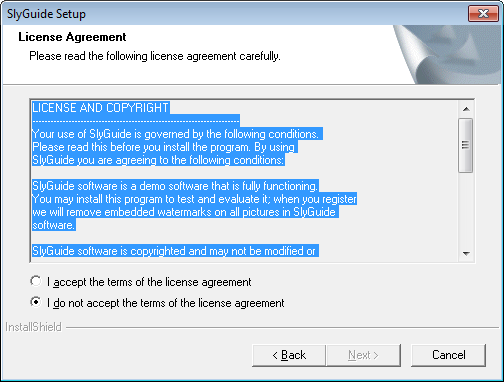 SlyGuide Setup
License Agreement
Please read the following license agreement carefully.
LICENSE AND COPYRIGHT
------------------------------------------------------------
Your use of SlyGuide is governed by the following conditions.
Please read this before you install the program. By using
SlyGuide you are agreeing to the following conditions:
SlyGuide software is a demo software that is fully functioning.
You may install this program to test and evaluate it; when you register
we will remove embedded watermarks on all pictures in SlyGuide
software.
SlyGuide software is copyrighted and may not be modified or
I accept the terms of the license agreement
I do not accept the terms of the license agreement
InstallShield
< Back
Next >
Cancel